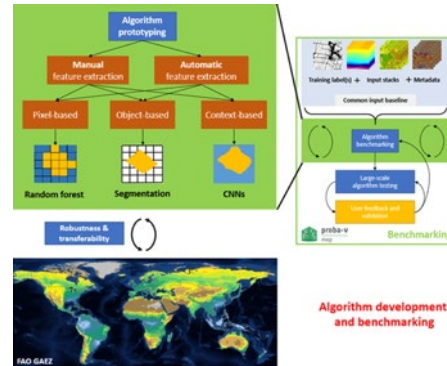 Algorithm
prototyping
Manual
feature extraction
Automatic
feature extraction
Pixel-based
Object-based
Context-based
Random forest
Segmentation
CNNs
Robustness &
transferability
FAO GAEZ
Training label(s) + Input stacks + Metadata
Common input baseline
Algorithm
benchmarking
Large-scale
algorithm testing
User feedback and
validation
proba-v
map
Benchmarking
Algorithm development
and benchmarking